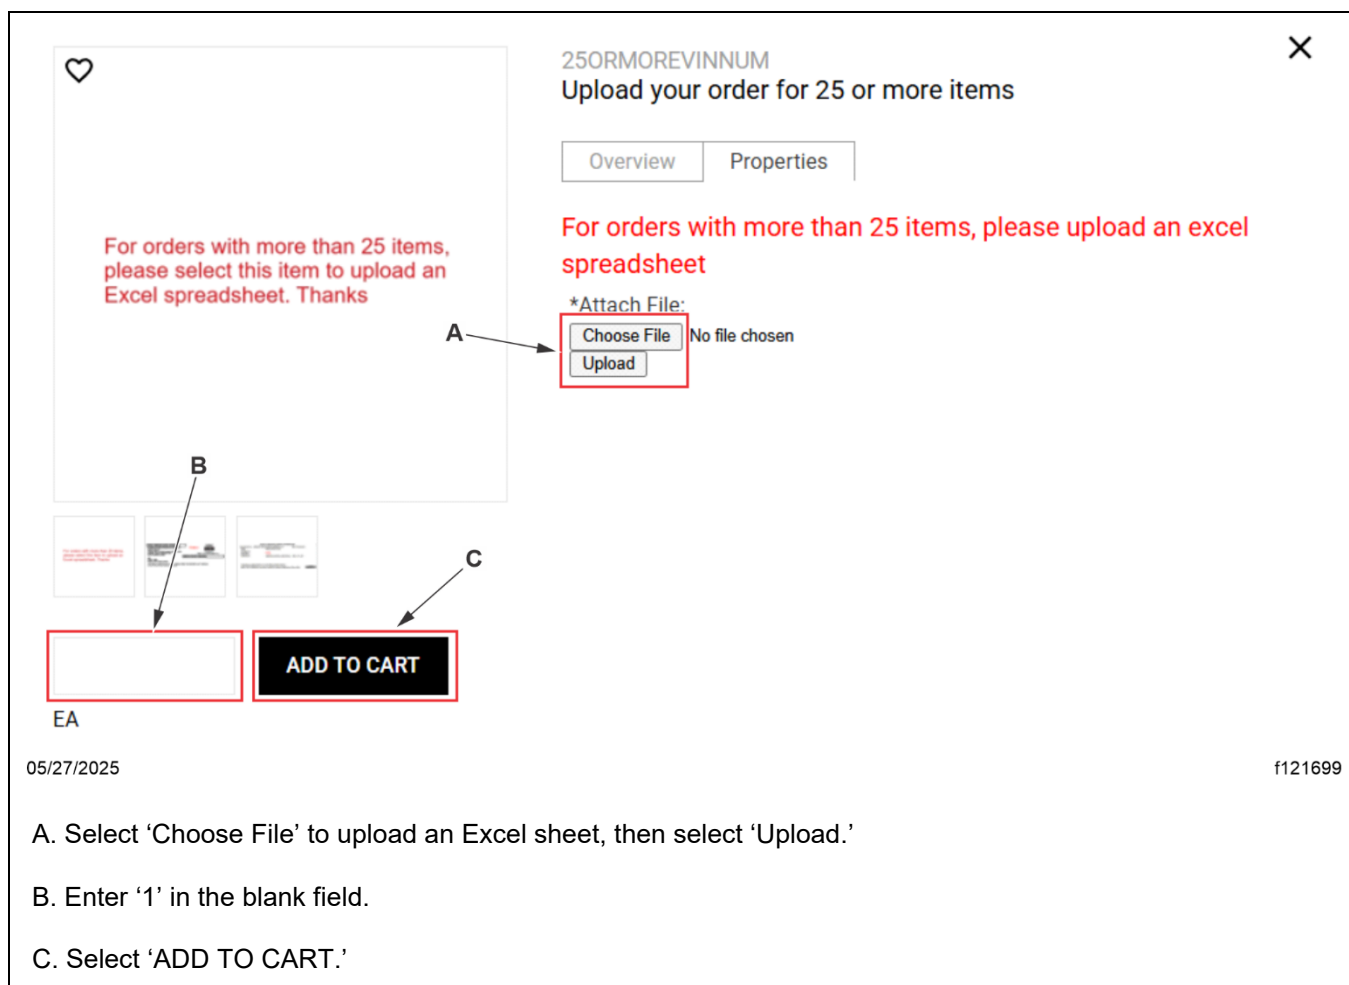 25ORMOREVINNUM
Upload your order for 25 or more items
Overview
Properties
For orders with more than 25 items,
please select this item to upload an
Excel spreadsheet. Thanks
For orders with more than 25 items, please upload an excel
spreadsheet
*Attach File:
A
Choose File No file chosen
Upload
B
C
ADD TO CART
EA
05/27/2025
f121699
A. Select ‘Choose File’ to upload an Excel sheet, then select ‘Upload.’
B. Enter ‘1’ in the blank field.
C. Select ‘ADD TO CART.’